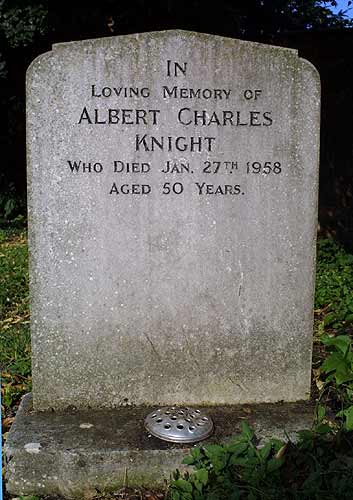 In
Loving Memory of
Albert Charles
Knight
Who Died Jan. 27th 1958
Aged 50 Years.